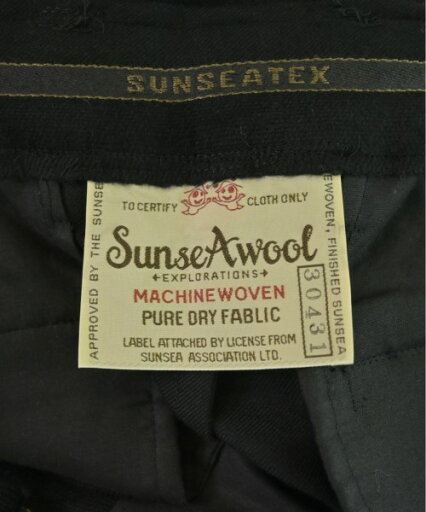 SUNSEATEX
TO CERTIFY CLOTH ONLY
SunseAwool
EXPLORATIONS
MACHINEWOVEN
PURE DRY FABLIC
LABEL ATTACHED BY LICENSE FROM
SUNSEA ASSOCIATION LTD.
APPROVED BY THE SUNSE
EWOVEN, FINISHED SUNSEA
30431